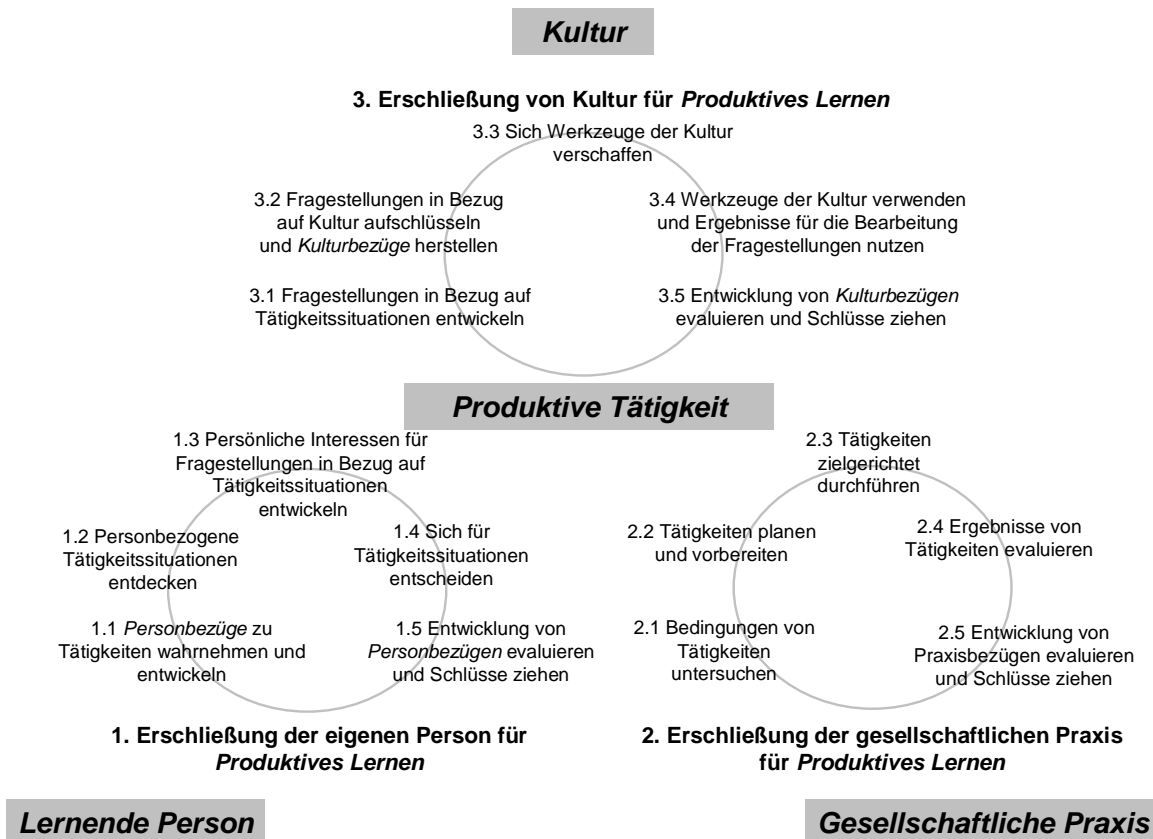 Kultur
3. Erschließung von Kultur für Produktives Lernen
3.3 Sich Werkzeuge der Kultur
verschaffen
3.2 Fragestellungen in Bezug
auf Kultur aufschlüsseln
und Kulturbezüge herstellen
3.4 Werkzeuge der Kultur verwenden
und Ergebnisse für die Bearbeitung
der Fragestellungen nutzen
3.1 Fragestellungen in Bezug auf
Tätigkeitssituationen entwickeln
3.5 Entwicklung von Kulturbezügen
evaluieren und Schlüsse ziehen
Produktive Tätigkeit
1.3 Persönliche Interessen für
Fragestellungen in Bezug auf
Tätigkeitssituationen
entwickeln
1.2 Personbezogene
Tätigkeitssituationen
entdecken
1.4 Sich für
Tätigkeitssituationen
entscheiden
1.1 Personbezüge zu
Tätigkeiten wahrnehmen und
entwickeln
1.5 Entwicklung von
Personbezügen evaluieren
und Schlüsse ziehen
1. Erschließung der eigenen Person für
Produktives Lernen
2.3 Tätigkeiten
zielgerichtet
durchführen
2.2 Tätigkeiten planen
und vorbereiten
2.4 Ergebnisse von
Tätigkeiten evaluieren
2.1 Bedingungen von
Tätigkeiten
untersuchen
2.5 Entwicklung von
Praxisbezügen evaluieren
und Schlüsse ziehen
2. Erschließung der gesellschaftlichen Praxis
für Produktives Lernen
Lernende Person
Gesellschaftliche Praxis